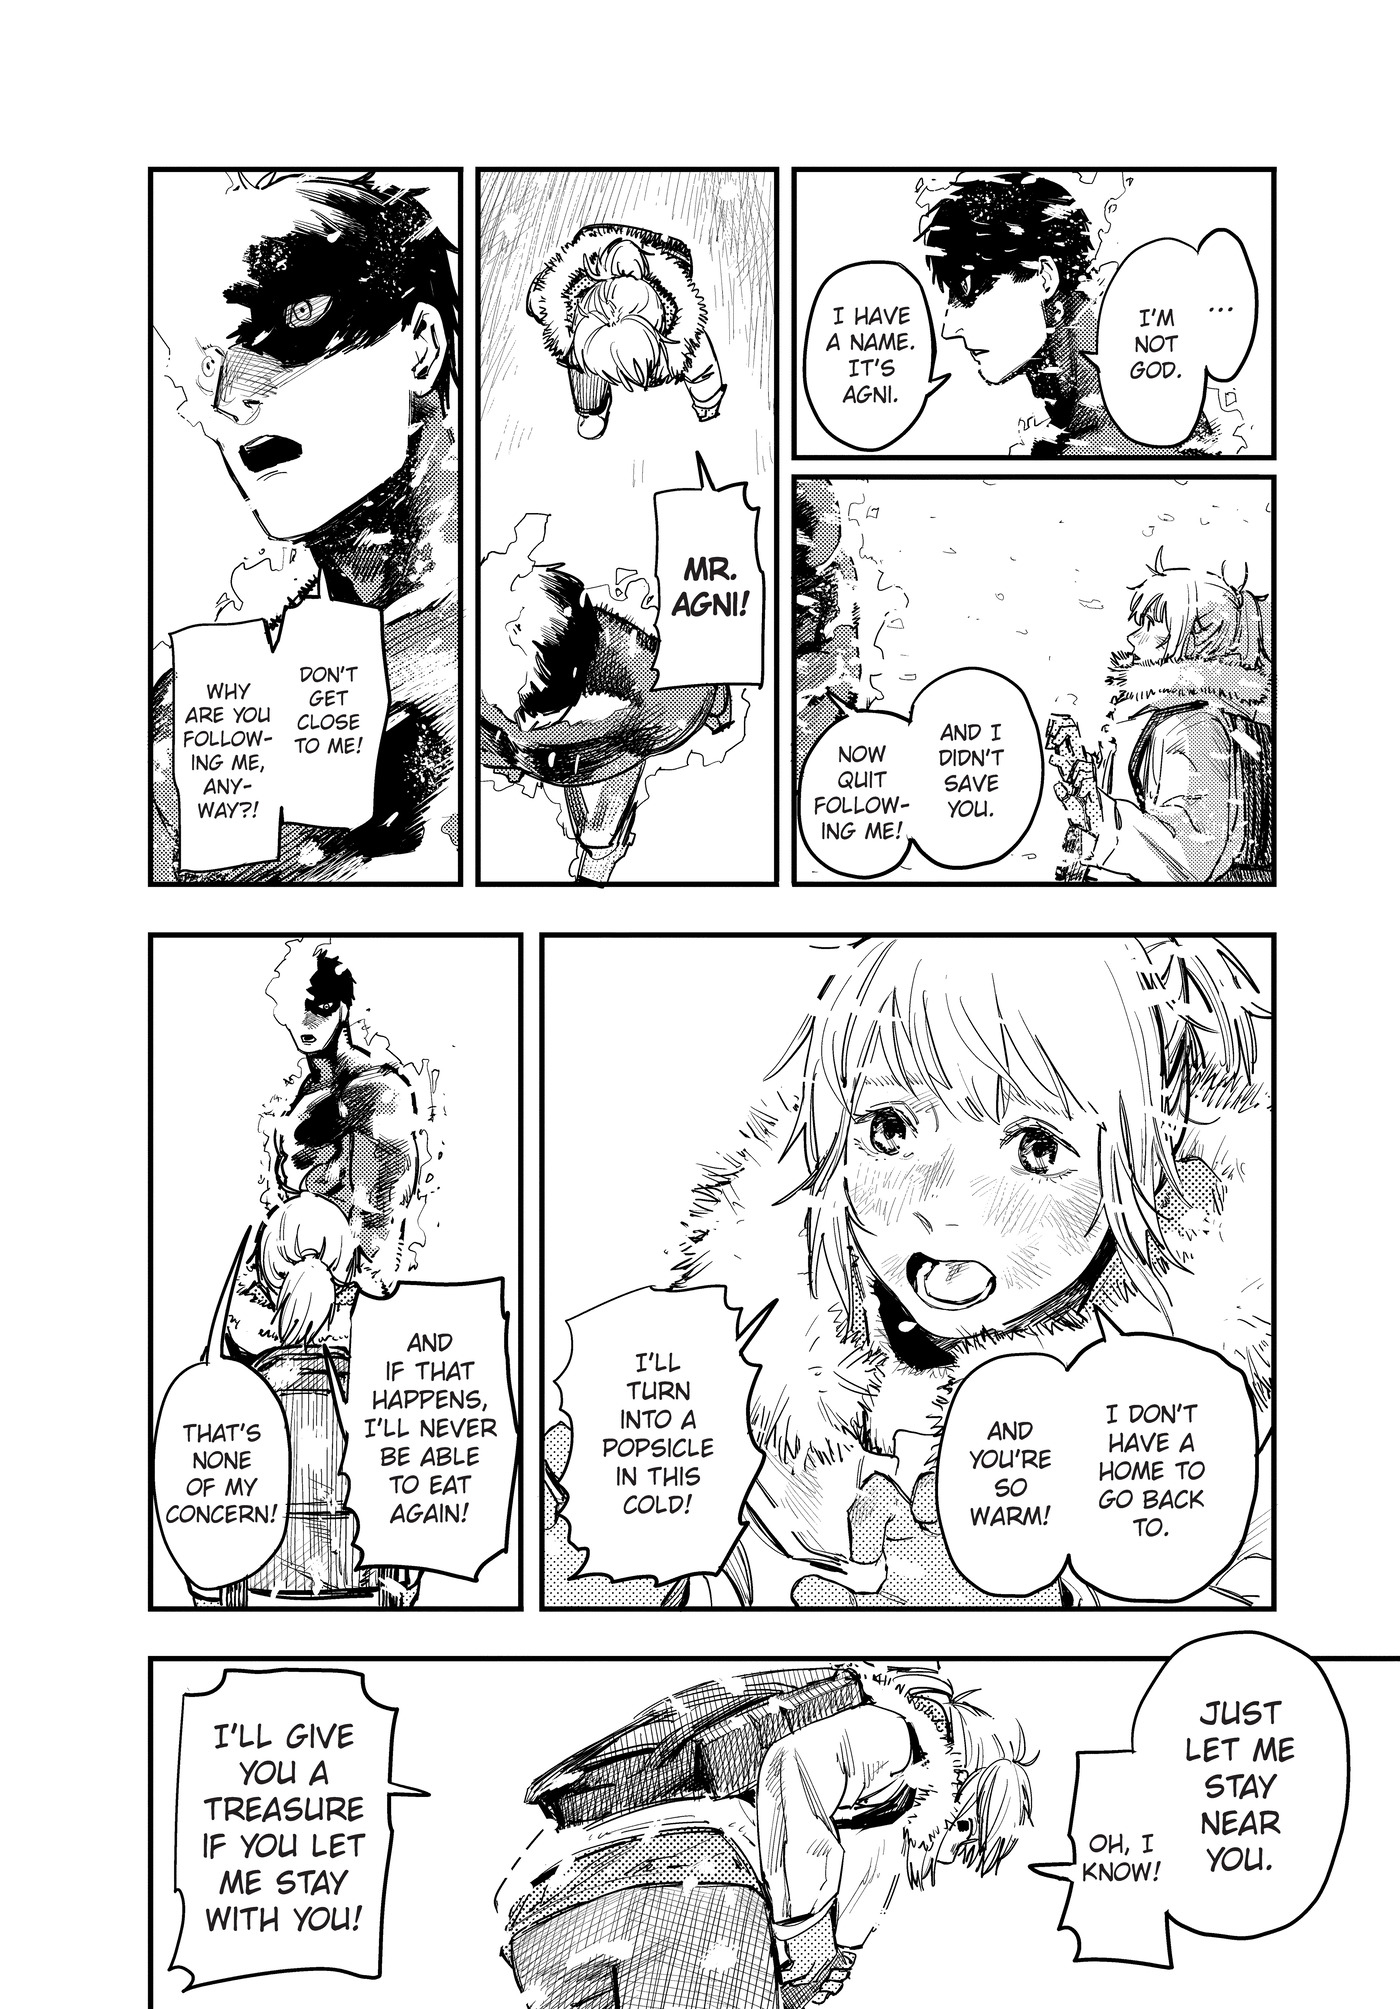 ...
I'M
NOT
GOD.
I HAVE
A NAME.
IT'S
AGNI.
AND I
DIDN'T
SAVE
YOU.
NOW
QUIT
FOLLOW-
ING ME!
MR.
AGNI!
DON'T
GET
CLOSE
TO ME!
WHY
ARE YOU
FOLLOW-
ING ME,
ANY-
WAY?!
I DON'T
HAVE A
HOME TO
GO BACK
TO.
AND
YOU'RE
SO
WARM!
I'LL
TURN
INTO A
POPSICLE
IN THIS
COLD!
AND
IF THAT
HAPPENS,
I'LL NEVER
BE ABLE
TO EAT
AGAIN!
THAT'S
NONE
OF MY
CONCERN!
JUST
LET ME
STAY
NEAR
YOU.
OH, I
KNOW!
I'LL GIVE
YOU A
TREASURE
IF YOU LET
ME STAY
WITH YOU!